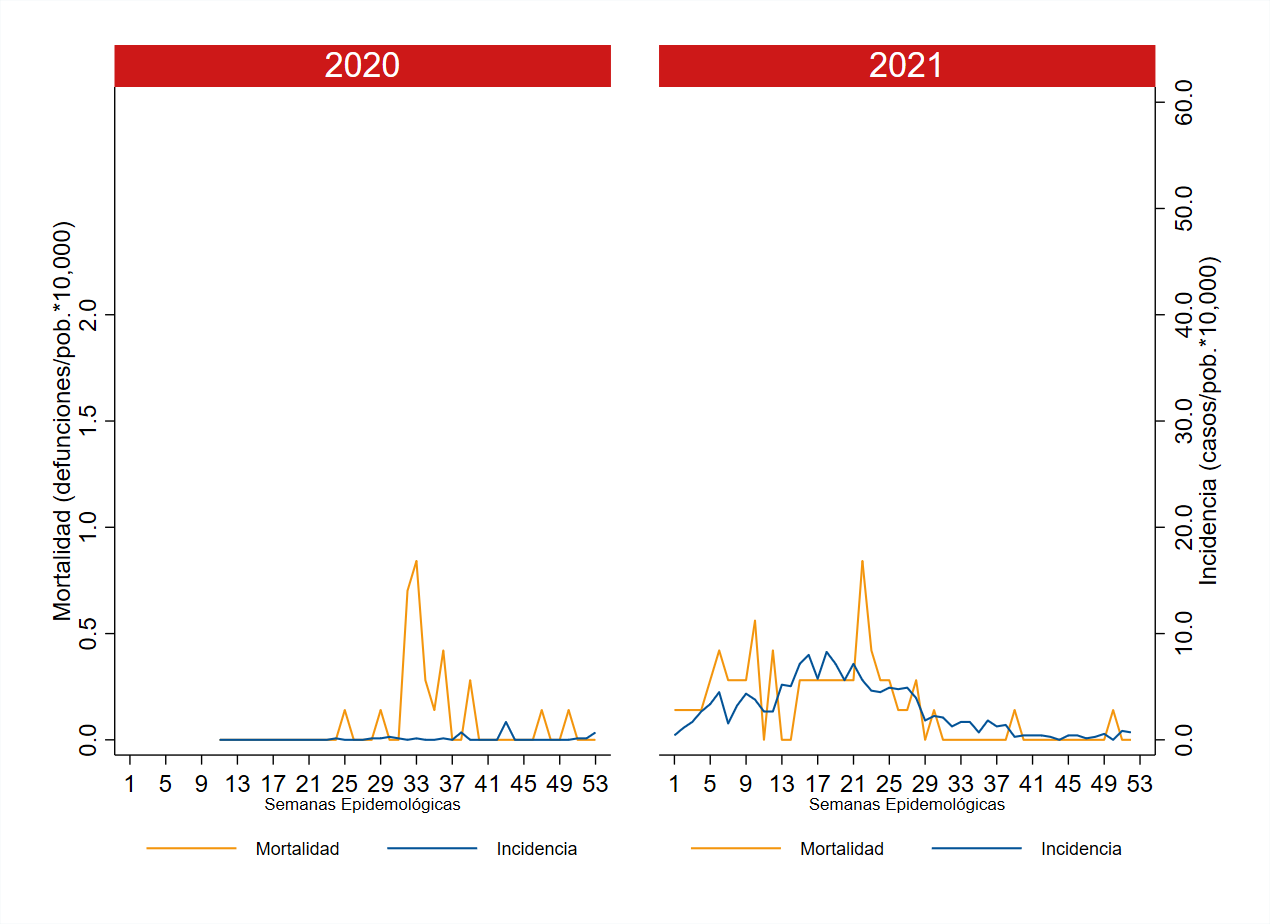 2020
2021
Mortalidad (defunciones/pob.*10,000)
2.0
1.5
1.0
0.5
0.0
60.0
50.0
40.0
30.0
20.0
10.0
0.0
Incidencia (casos/pob.*10,000)
1 5 9 13 17 21 25 29 33 37 41 45 49 53
Semanas Epidemológicas
1 5 9 13 17 21 25 29 33 37 41 45 49 53
Semanas Epidemológicas
Mortalidad Incidencia
Mortalidad Incidencia